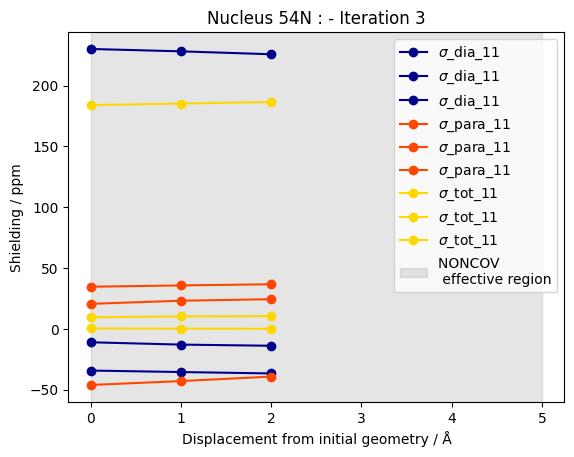 Nucleus 54N : - Iteration 3
Shielding / ppm
200
150
100
50
0
−50
σ_dia_11
σ_dia_11
σ_dia_11
σ_para_11
σ_para_11
σ_para_11
σ_tot_11
σ_tot_11
σ_tot_11
NONCOV
effective region
0 1 2 3 4 5
Displacement from initial geometry / Å